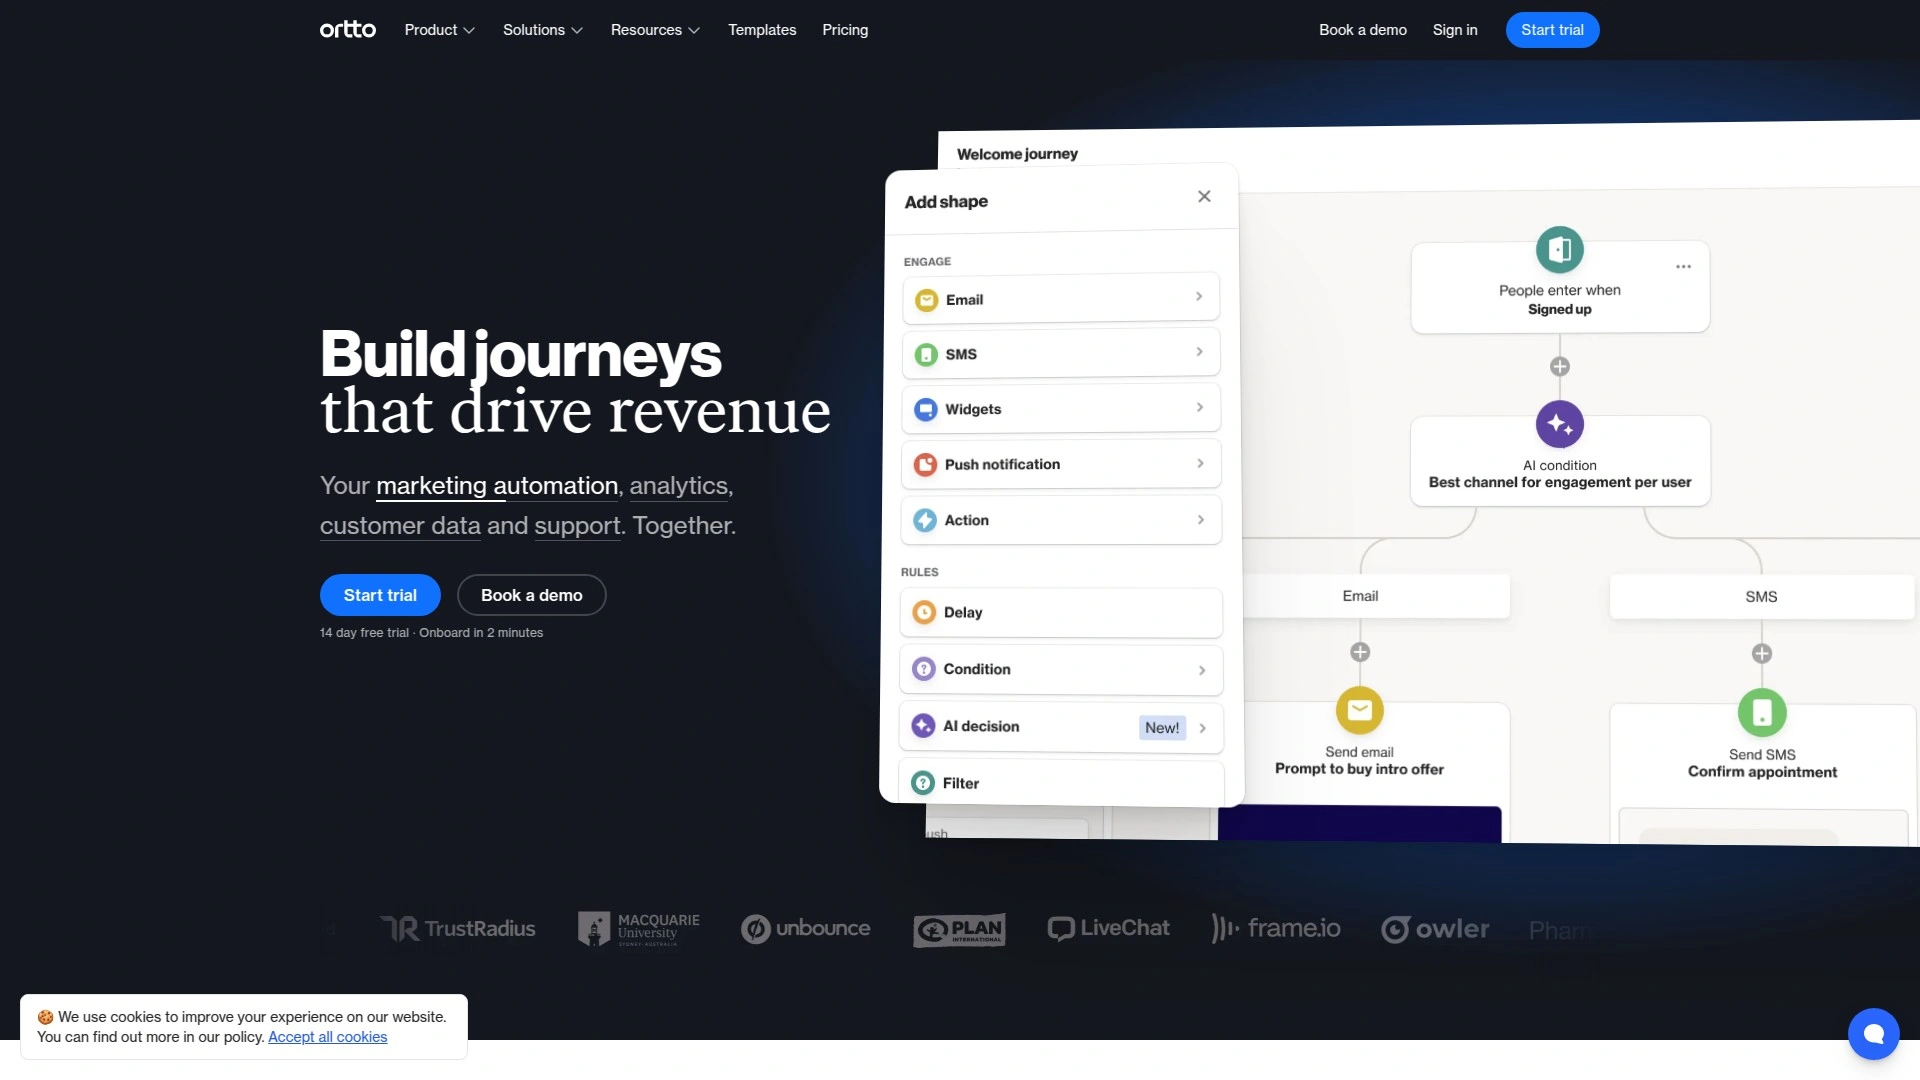 ortto
Product
Solutions
Resources
Templates
Pricing
Book a demo
Sign in
Start trial
Build journeys
that drive revenue
Your marketing automation, analytics,
customer data and support. Together.
Start trial
Book a demo
14 day free trial · Onboard in 2 minutes
Welcome journey
Add shape
ENGAGE
Email
SMS
Widgets
Push notification
Action
RULES
Delay
Condition
AI decision
New!
Filter
People enter when
Signed up
AI condition
Best channel for engagement per user
Email
SMS
Send email
Prompt to buy intro offer
Send SMS
Confirm appointment
ush
TrustRadius
MACQUARIE
University
SYDNEY·AUSTRALIA
unbounce
PLAN
INTERNATIONAL
LiveChat
frame.io
owler
Pharm
🍪 We use cookies to improve your experience on our website.
You can find out more in our policy. Accept all cookies